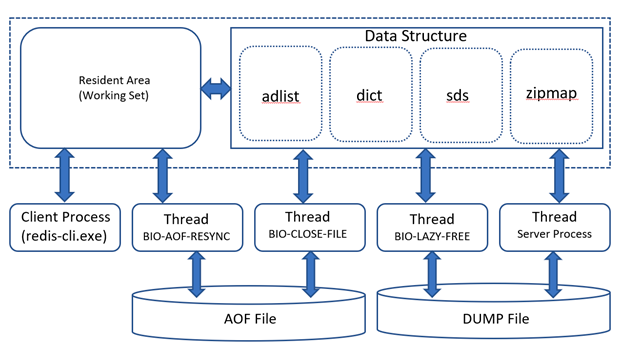 Data Structure
Resident Area
(Working Set)
adlist
dict
sds
zipmap
Client Process
(redis-cli.exe)
Thread
BIO-AOF-RESYNC
Thread
BIO-CLOSE-FILE
Thread
BIO-LAZY-FREE
Thread
Server Process
AOF File
DUMP File